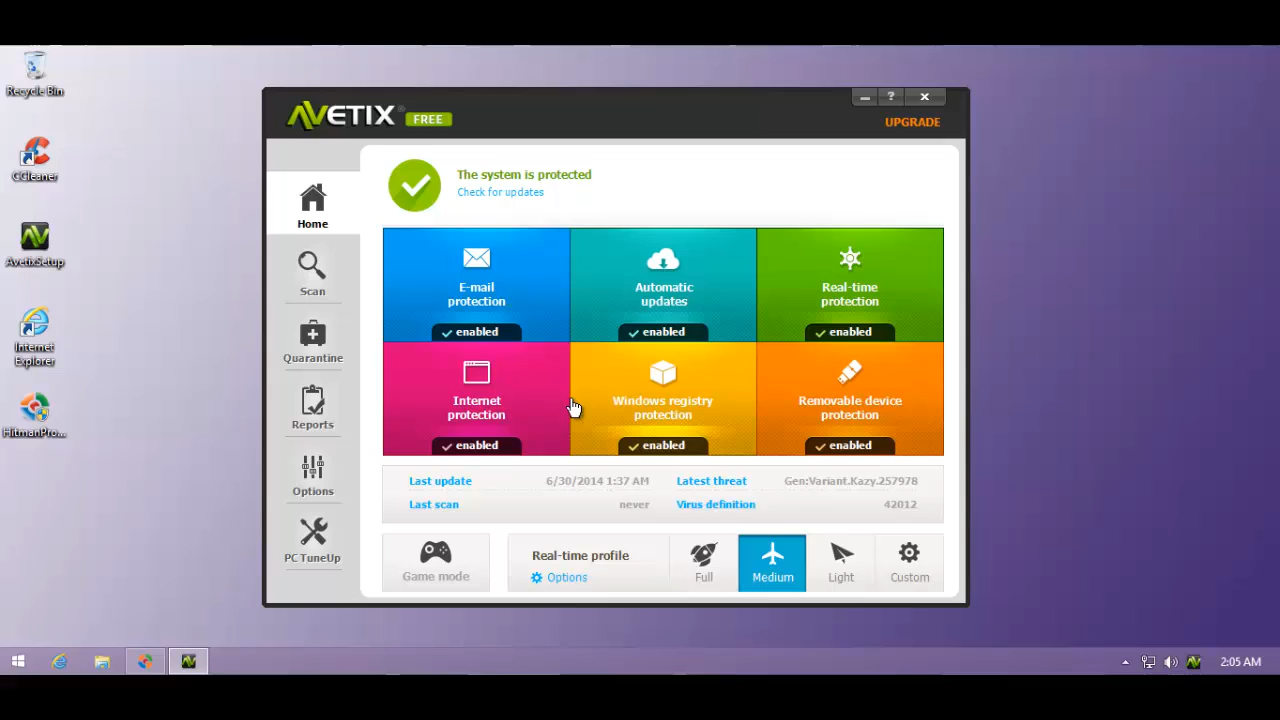 Recycle Bin
CCleaner
AvetixSetup
Internet
Explorer
HitmanPro...
AVETIX FREE
UPGRADE
Home
Scan
Quarantine
Reports
Options
PC TuneUp
The system is protected
Check for updates
E-mail
protection
enabled
Automatic
updates
enabled
Real-time
protection
enabled
Internet
protection
enabled
Windows registry
protection
enabled
Removable device
protection
enabled
Last update 6/30/2014 1:37 AM
Latest threat Gen:Variant.Kazy.257978
Last scan never
Virus definition 42012
Game mode
Real-time profile
Options
Full
Medium
Light
Custom
2:05 AM